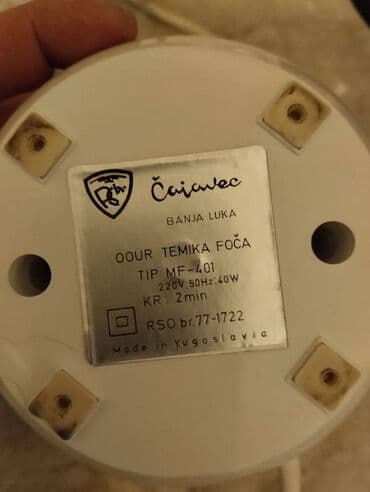 Čajavec
BANJA LUKA
OOUR TEMIKA FOČA
TIP MF-401
220V 50Hz 40W
KR: 2min
RSO br. 77-1722
Made in Yugoslavia